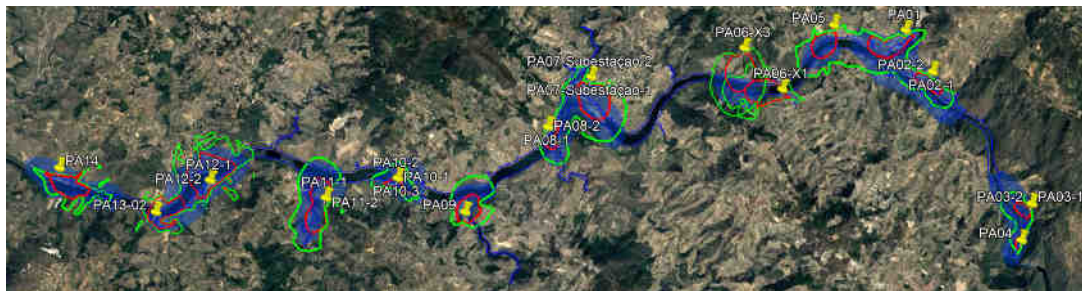 PA01
PA05
PA06-X3
PA02-2
PA07-Subestação-2
PA06-X1
PA02-1
PA07-Subestação-1
PA08-2
PA08-1
PA14
PA12-1
PA10-2
PA12-2
PA11-1
PA10-1
PA10-3
PA11-2
PA13-02
PA09
PA03-2
PA03-1
PA04